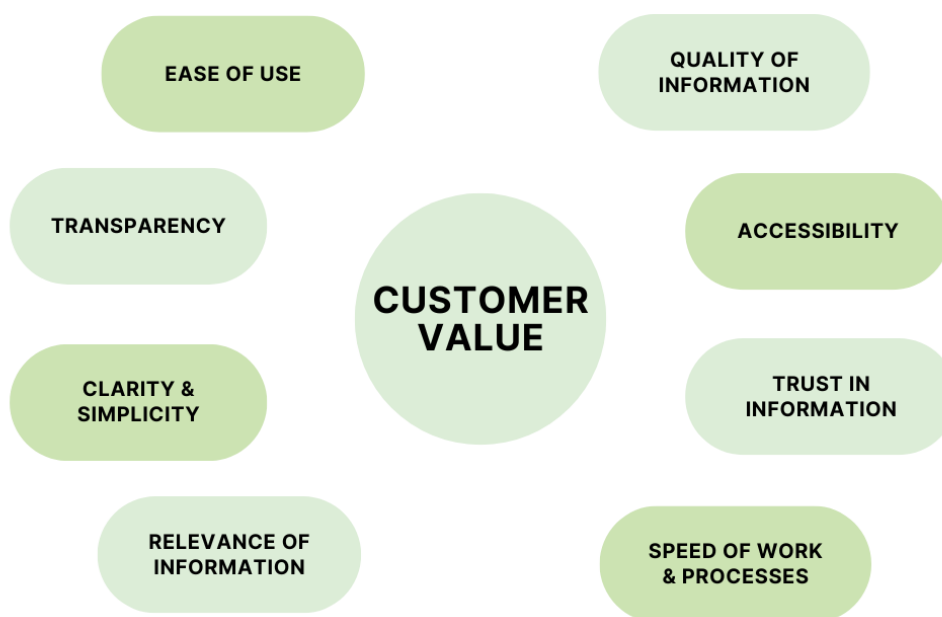 EASE OF USE
QUALITY OF
INFORMATION
TRANSPARENCY
ACCESSIBILITY
CUSTOMER
VALUE
CLARITY &
SIMPLICITY
TRUST IN
INFORMATION
RELEVANCE OF
INFORMATION
SPEED OF WORK
& PROCESSES